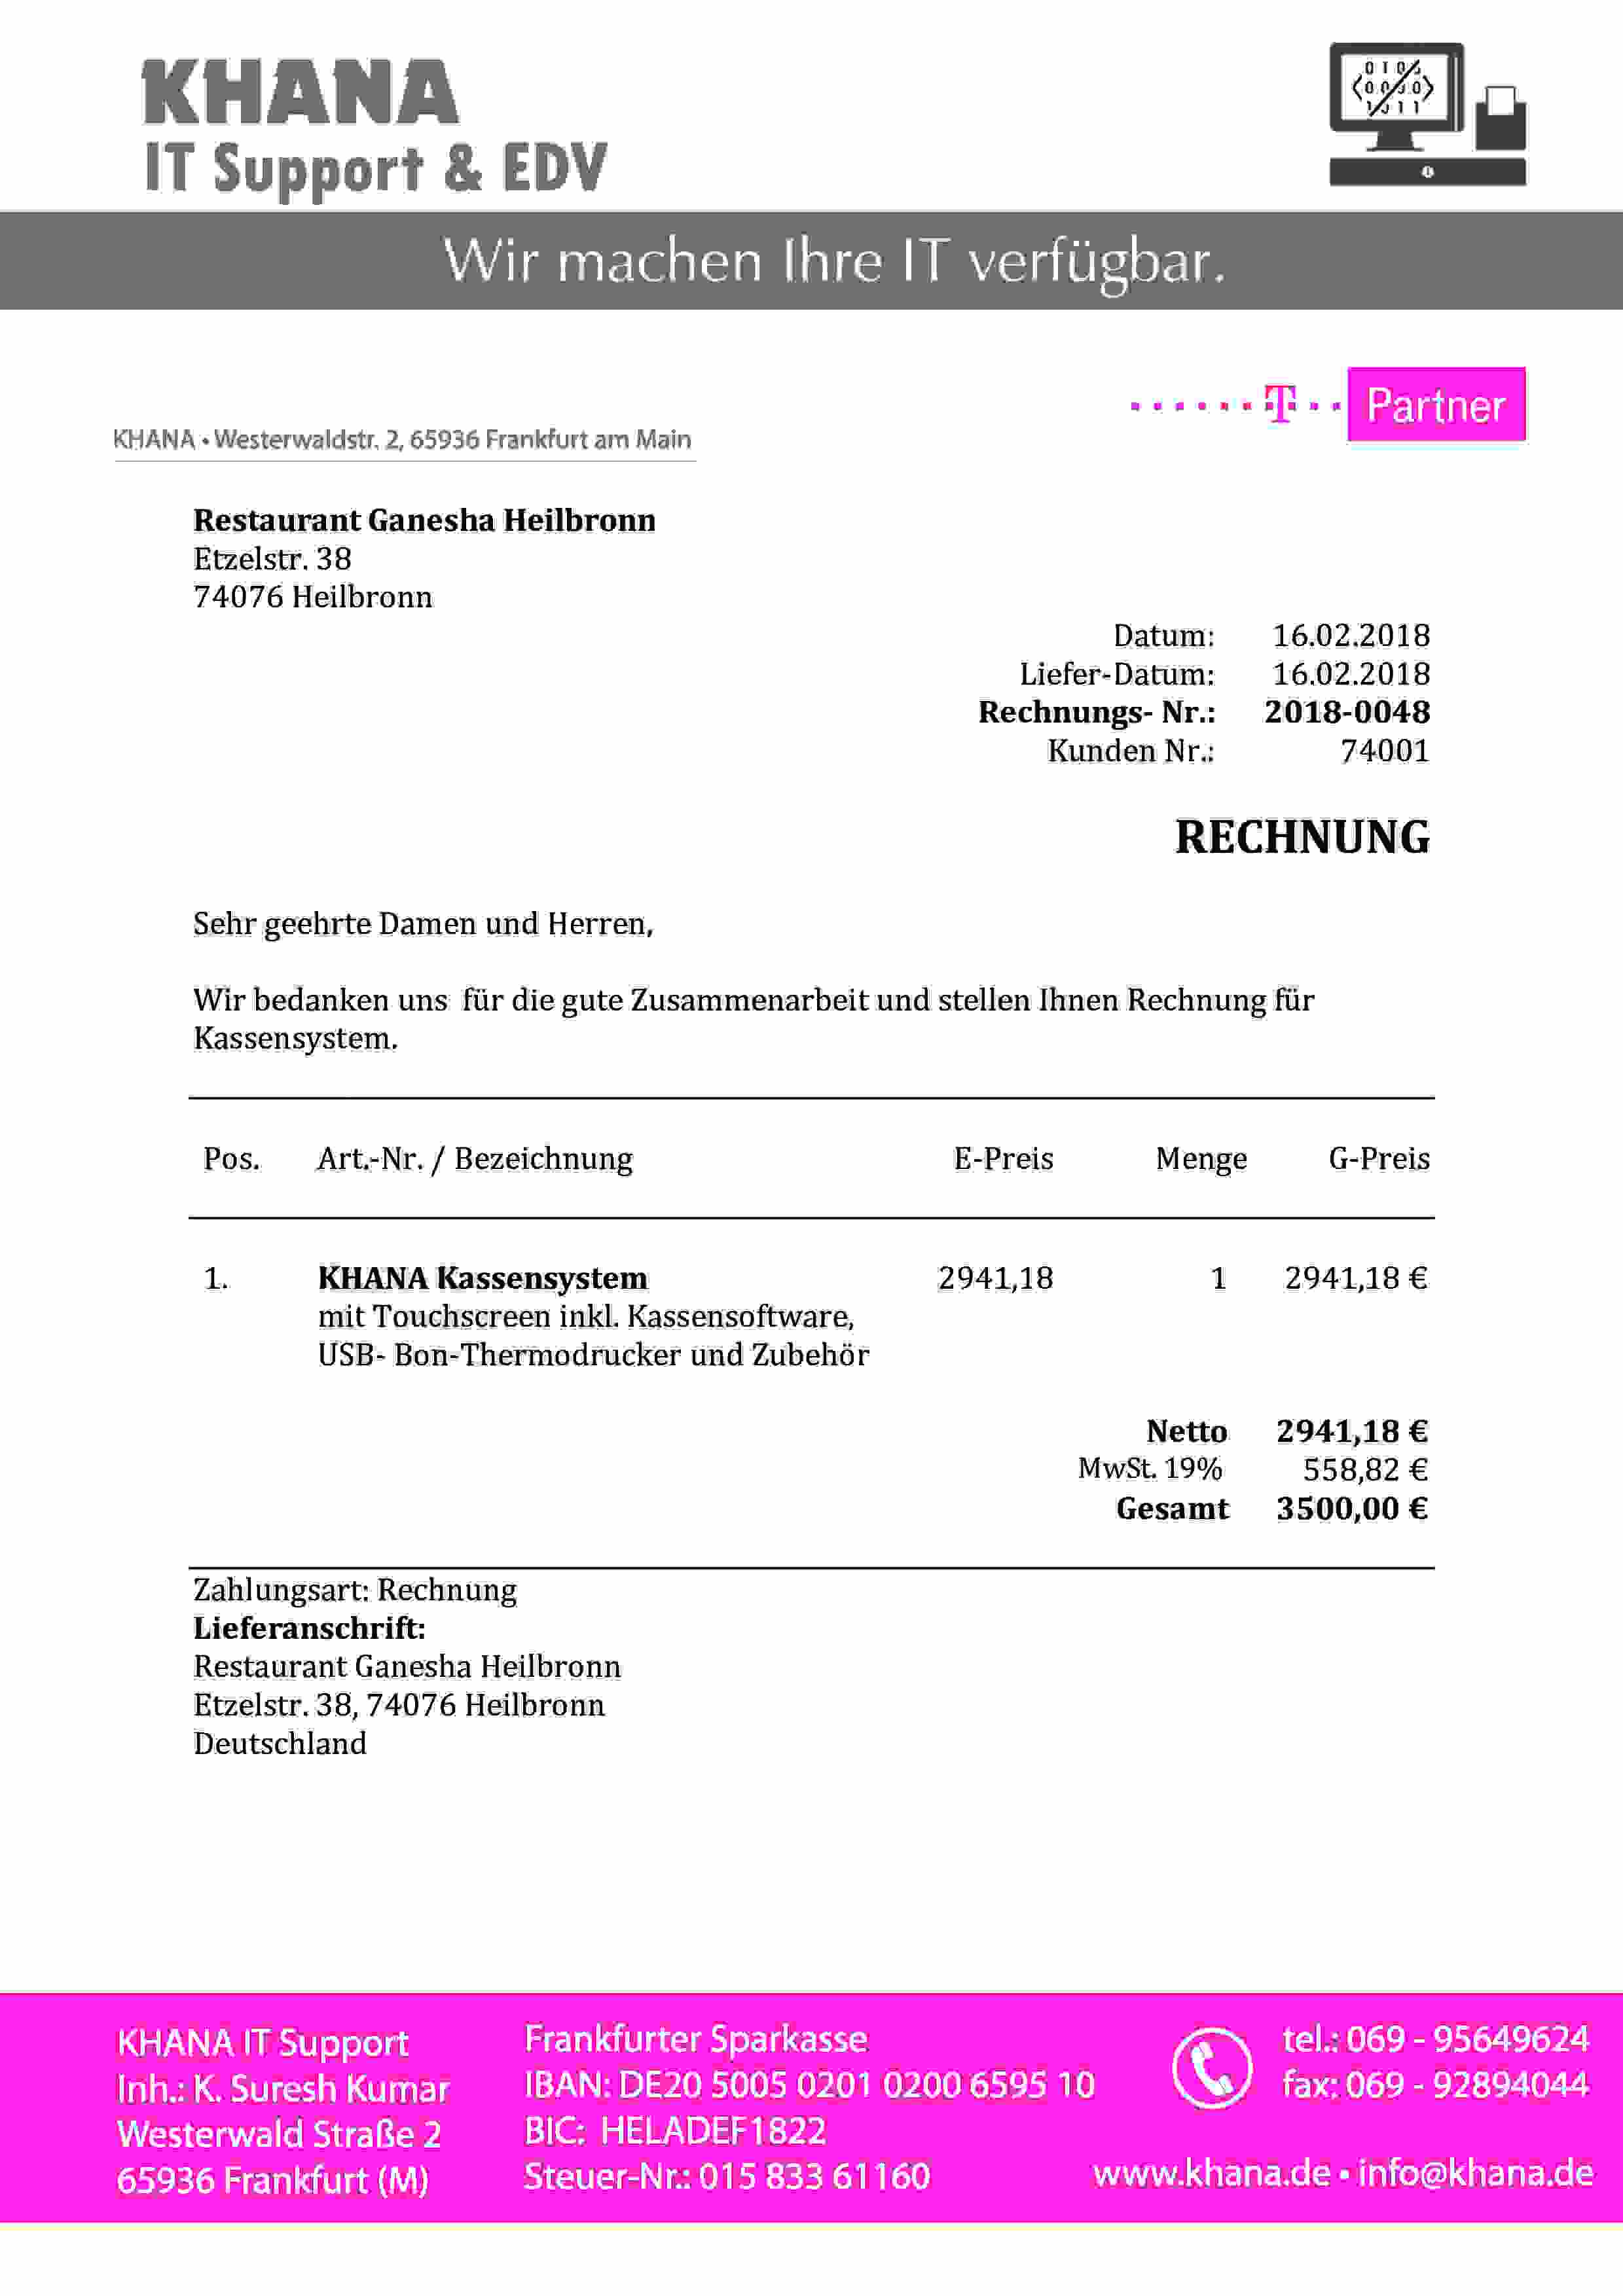 KHANA
IT Support & EDV
Wir machen Ihre IT verfügbar.
T Partner
KHANA • Westerwaldstr. 2, 65936 Frankfurt am Main
Restaurant Ganesha Heilbronn
Etzelstr. 38
74076 Heilbronn
Datum: 16.02.2018
Liefer-Datum: 16.02.2018
Rechnungs- Nr.: 2018-0048
Kunden Nr.: 74001
RECHNUNG
Sehr geehrte Damen und Herren,
Wir bedanken uns für die gute Zusammenarbeit und stellen Ihnen Rechnung für
Kassensystem.
Pos. Art.-Nr. / Bezeichnung E-Preis Menge G-Preis
1. KHANA Kassensystem 2941,18 1 2941,18 €
mit Touchscreen inkl. Kassensoftware,
USB- Bon-Thermodrucker und Zubehör
Netto 2941,18 €
MwSt. 19% 558,82 €
Gesamt 3500,00 €
Zahlungsart: Rechnung
Lieferanschrift:
Restaurant Ganesha Heilbronn
Etzelstr. 38, 74076 Heilbronn
Deutschland
KHANA IT Support
Inh.: K. Suresh Kumar
Westerwald Straße 2
65936 Frankfurt (M)
Frankfurter Sparkasse
IBAN: DE20 5005 0201 0200 6595 10
BIC: HELADEF1822
Steuer-Nr.: 015 833 61160
tel.: 069 - 95649624
fax: 069 - 92894044
www.khana.de • info@khana.de